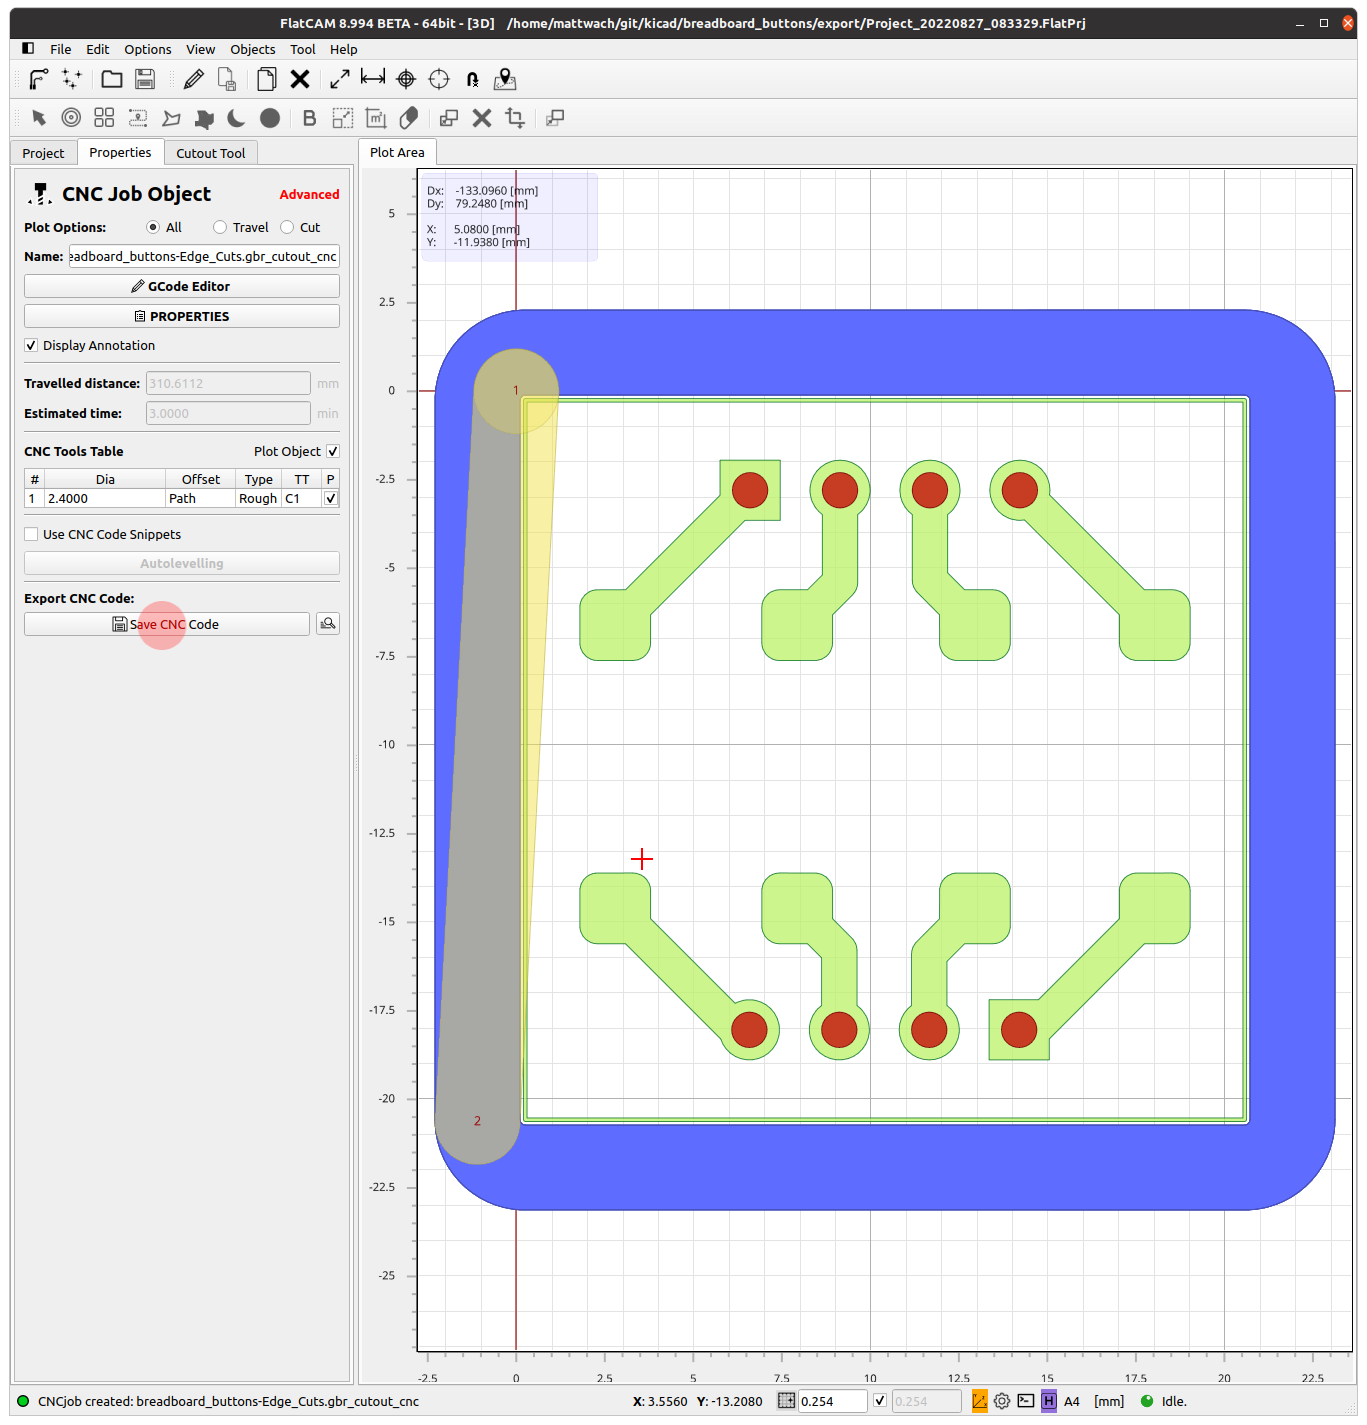 FlatCAM 8.994 BETA - 64bit - [3D]    /home/mattwach/git/kicad/breadboard_buttons/export/Project_20220827_083329.FlatPrj
File Edit Options View Objects Tool Help
B
m²
Project Properties Cutout Tool
Plot Area
CNC Job Object Advanced
Plot Options: All Travel Cut
Name: eadboard_buttons-Edge_Cuts.gbr_cutout_cnc
GCode Editor
PROPERTIES
Display Annotation
Travelled distance: 310.6112 mm
Estimated time: 3.0000 min
CNC Tools Table Plot Object
# Dia Offset Type TT P
1 2.4000 Path Rough C1
Use CNC Code Snippets
Autolevelling
Export CNC Code:
Save CNC Code
Dx: -133.0960 [mm]
Dy: 79.2480 [mm]
X: 5.0800 [mm]
Y: -11.9380 [mm]
5
2.5
0
-2.5
-5
-7.5
-10
-12.5
-15
-17.5
-20
-22.5
-25
1
2
-2.5 0 2.5 5 7.5 10 12.5 15 17.5 20 22.5
CNCjob created: breadboard_buttons-Edge_Cuts.gbr_cutout_cnc X: 3.5560 Y: -13.2080 0.254 0.254 H A4 [mm] Idle.